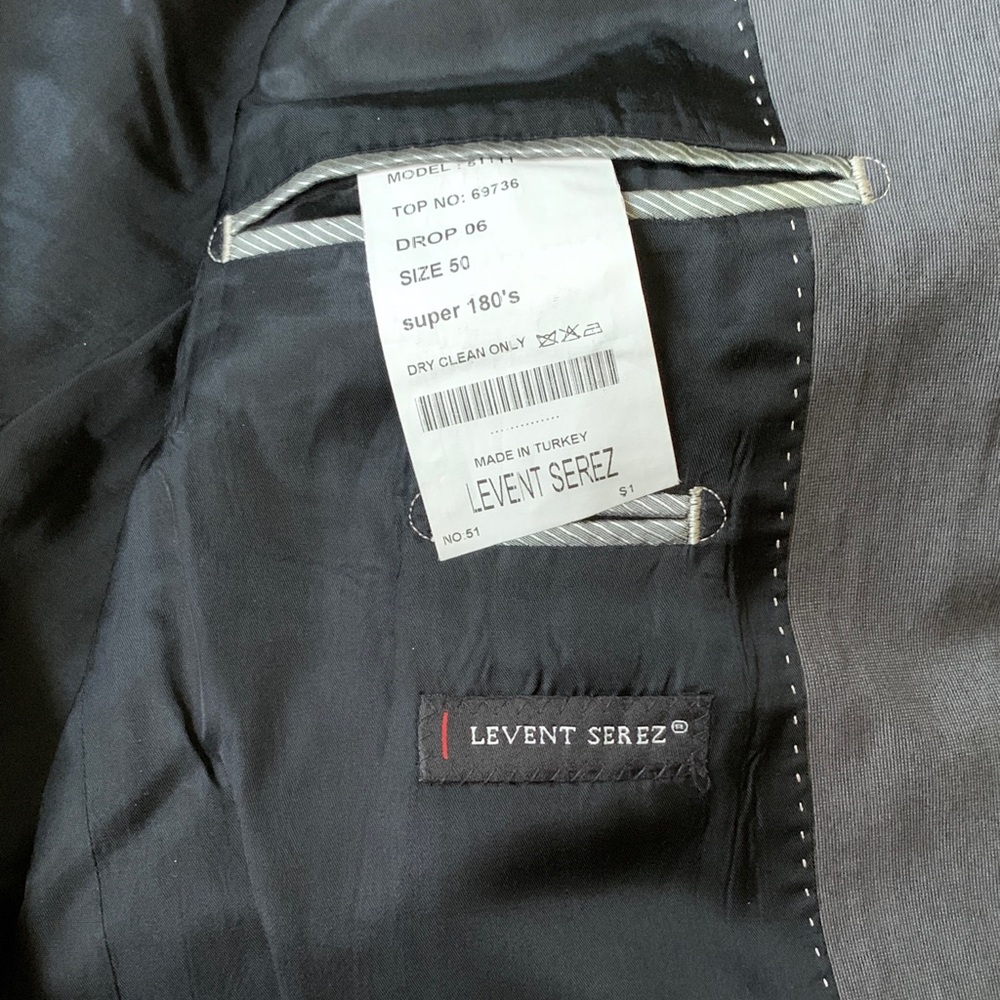 MODEL :
TOP NO: 69736
DROP 06
SIZE 50
super 180's
DRY CLEAN ONLY
MADE IN TURKEY
LEVENT SEREZ
S1
NO:51
LEVENT SEREZ®